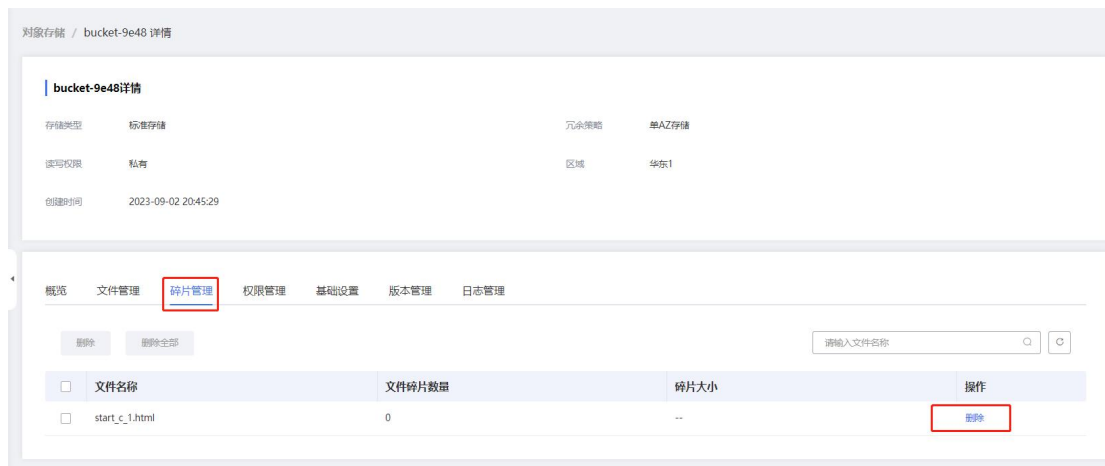 对象存储 / bucket-9e48 详情
bucket-9e48详情
存储类型 标准存储 冗余策略 单AZ存储
读写权限 私有 区域 华东1
创建时间 2023-09-02 20:45:29
概览 文件管理 碎片管理 权限管理 基础设置 版本管理 日志管理
删除 删除全部 请输入文件名称
文件名称 文件碎片数量 碎片大小 操作
start_c_1.html 0 -- 删除